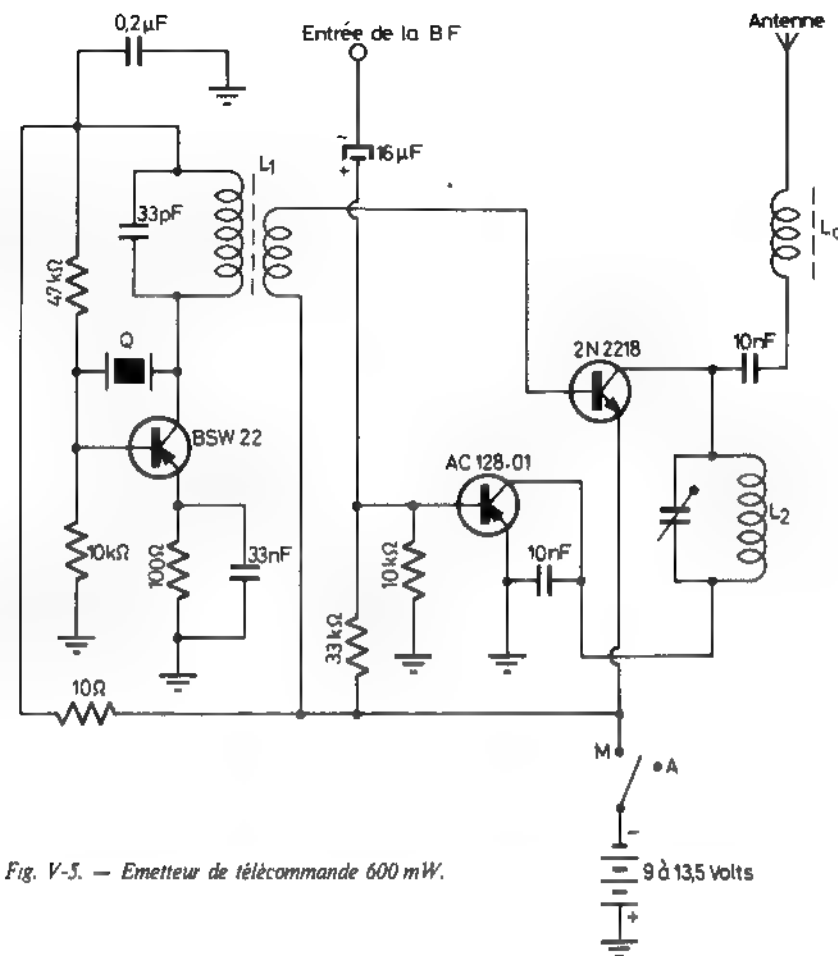 0,2µF
Entrée de la BF
Antenne
-
+
16µF
L1
33pF
47kΩ
Q
BSW 22
10kΩ
100Ω
33nF
2N 2218
10nF
AC 128.01
10nF
L2
10kΩ
33kΩ
10Ω
M
A
-
9 à 13,5 Volts
+
Fig. V-5. — Emetteur de télécommande 600 mW.